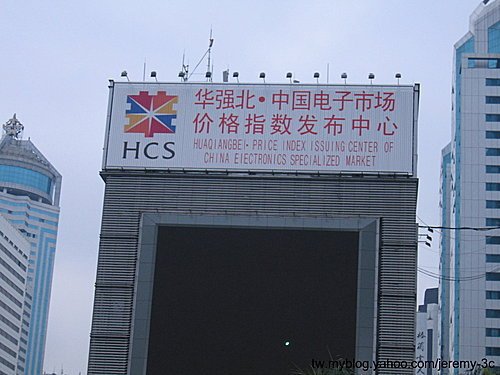 华强北·中国电子市场
价格指数发布中心
HCS
HUAQIANGBEI·PRICE INDEX ISSUING CENTER OF
CHINA ElECTRONICS SPECIALIZED MARKET
tw.myblog.yahoo.com/jeremy-3c